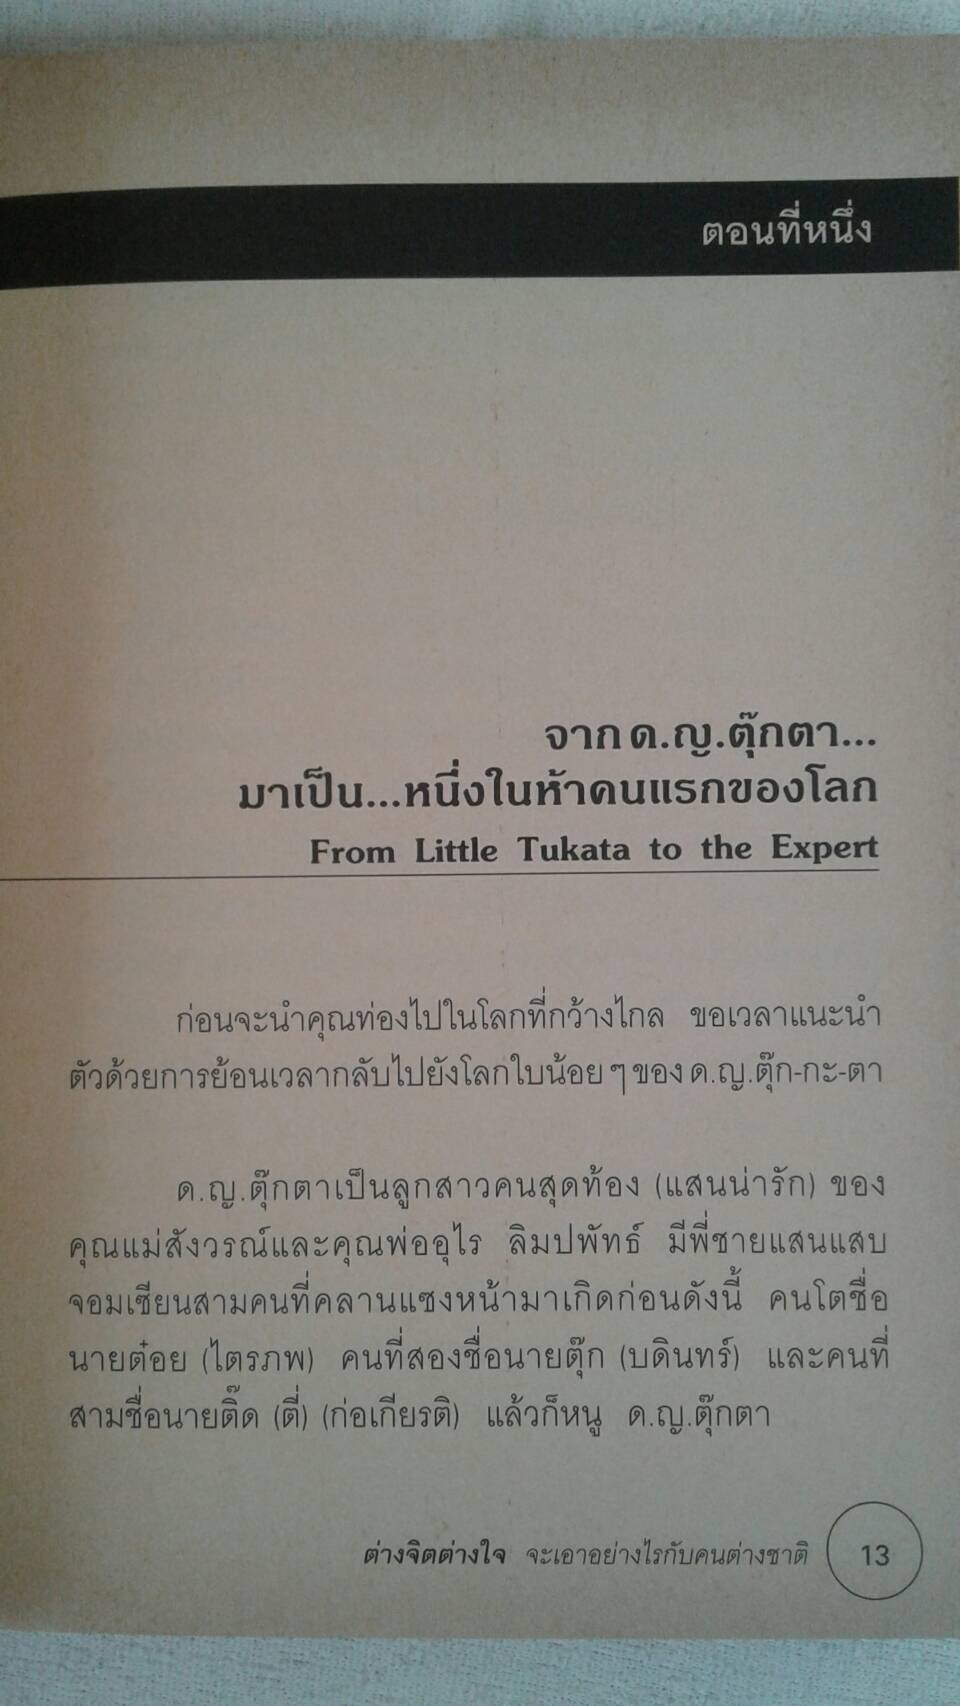 ตอนที่หนึ่ง
จาก ด.ญ.ตุ๊กตา...
มาเป็น...หนึ่งในห้าคนแรกของโลก
From Little Tukata to the Expert
ก่อนจะนำคุณท่องไปในโลกที่กว้างไกล ขอเวลาแนะนำ
ตัวด้วยการย้อนเวลากลับไปยังโลกใบน้อย ๆ ของ ด.ญ.ตุ๊ก-กะ-ตา
ด.ญ.ตุ๊กตาเป็นลูกสาวคนสุดท้อง (แสนน่ารัก) ของ
คุณแม่สังวรณ์และคุณพ่ออุไร ลิมปพัทธ์ มีพี่ชายแสนแสบ
จอมเซียนสามคนที่คลานแซงหน้ามาเกิดก่อนดังนี้ คนโตชื่อ
นายต๋อย (ไตรภพ) คนที่สองชื่อนายตุ๊ก (บดินทร์) และคนที่
สามชื่อนายติ๊ด (ตี่) (ก่อเกียรติ) แล้วก็หนู ด.ญ.ตุ๊กตา
ต่างจิตต่างใจ จะเอาอย่างไรกับคนต่างชาติ 13